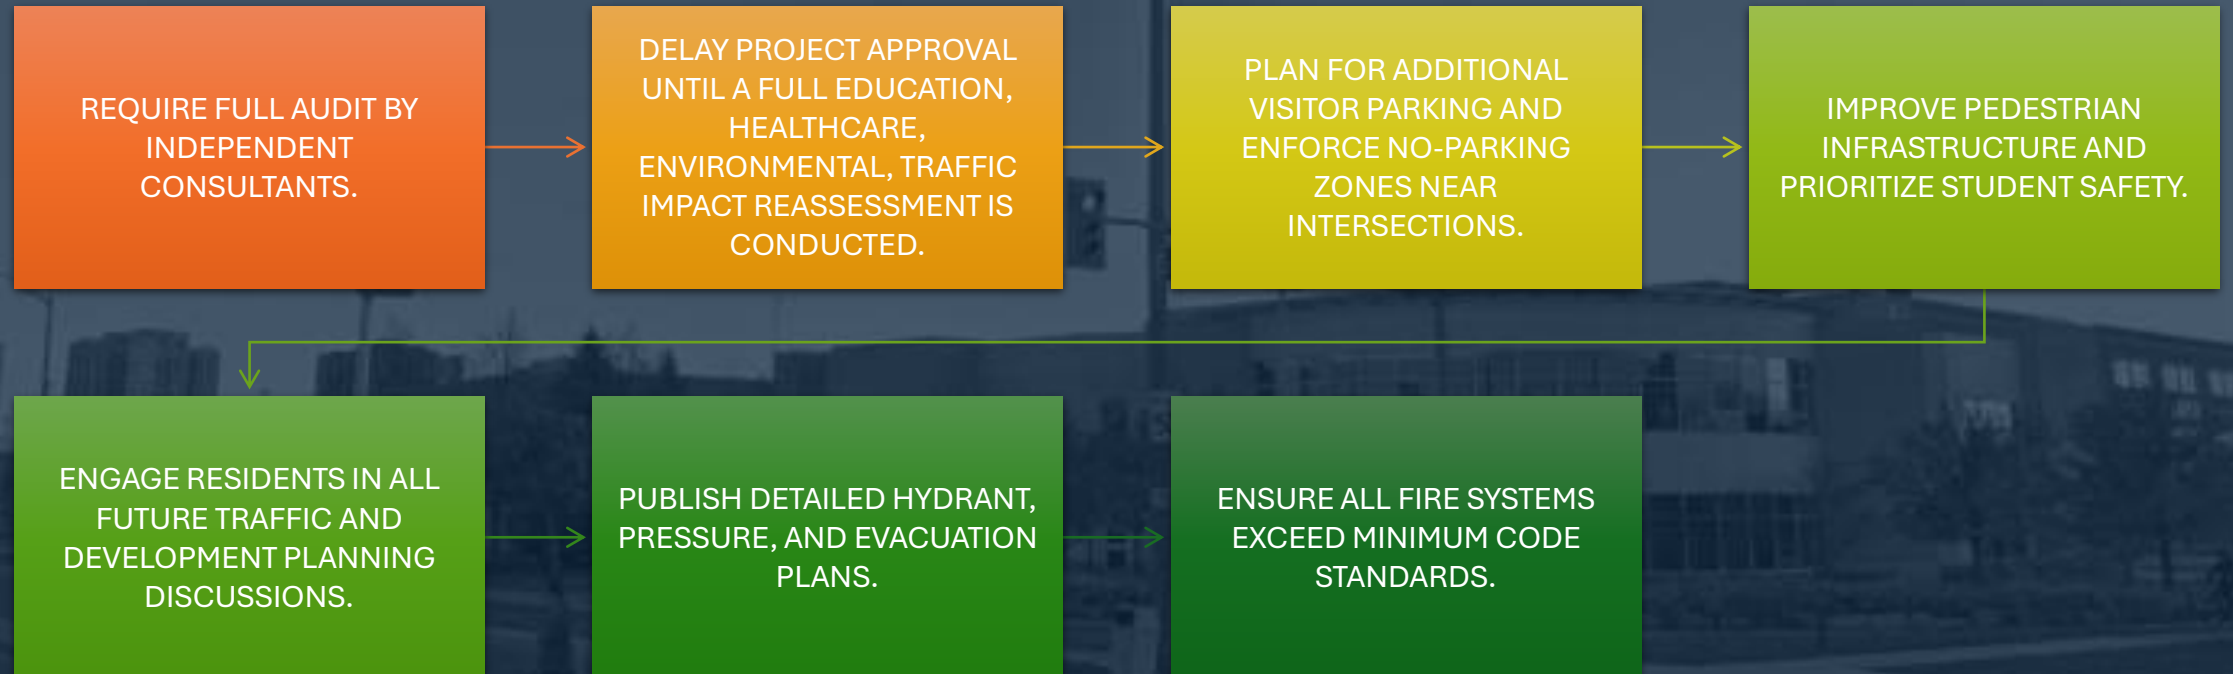 REQUIRE FULL AUDIT BY
INDEPENDENT
CONSULTANTS.
DELAY PROJECT APPROVAL
UNTIL A FULL EDUCATION,
HEALTHCARE,
ENVIRONMENTAL, TRAFFIC
IMPACT REASSESSMENT IS
CONDUCTED.
PLAN FOR ADDITIONAL
VISITOR PARKING AND
ENFORCE NO-PARKING
ZONES NEAR
INTERSECTIONS.
IMPROVE PEDESTRIAN
INFRASTRUCTURE AND
PRIORITIZE STUDENT SAFETY.
ENGAGE RESIDENTS IN ALL
FUTURE TRAFFIC AND
DEVELOPMENT PLANNING
DISCUSSIONS.
PUBLISH DETAILED HYDRANT,
PRESSURE, AND EVACUATION
PLANS.
ENSURE ALL FIRE SYSTEMS
EXCEED MINIMUM CODE
STANDARDS.